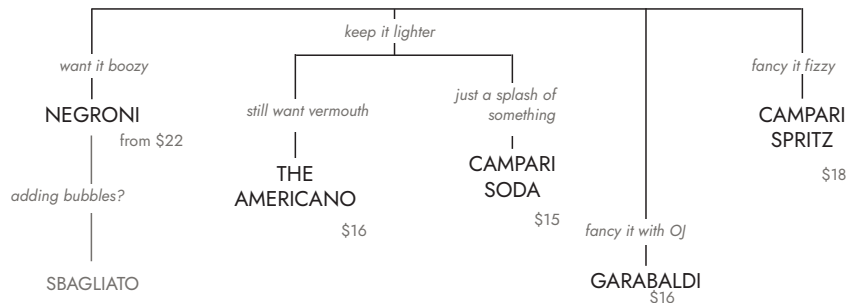 keep it lighter
want it boozy
fancy it fizzy
NEGRONI
from $22
still want vermouth
just a splash of
something
CAMPARI
SPRITZ
$18
THE
AMERICANO
$16
CAMPARI
SODA
$15
adding bubbles?
fancy it with OJ
SBAGLIATO
GARABALDI
$16